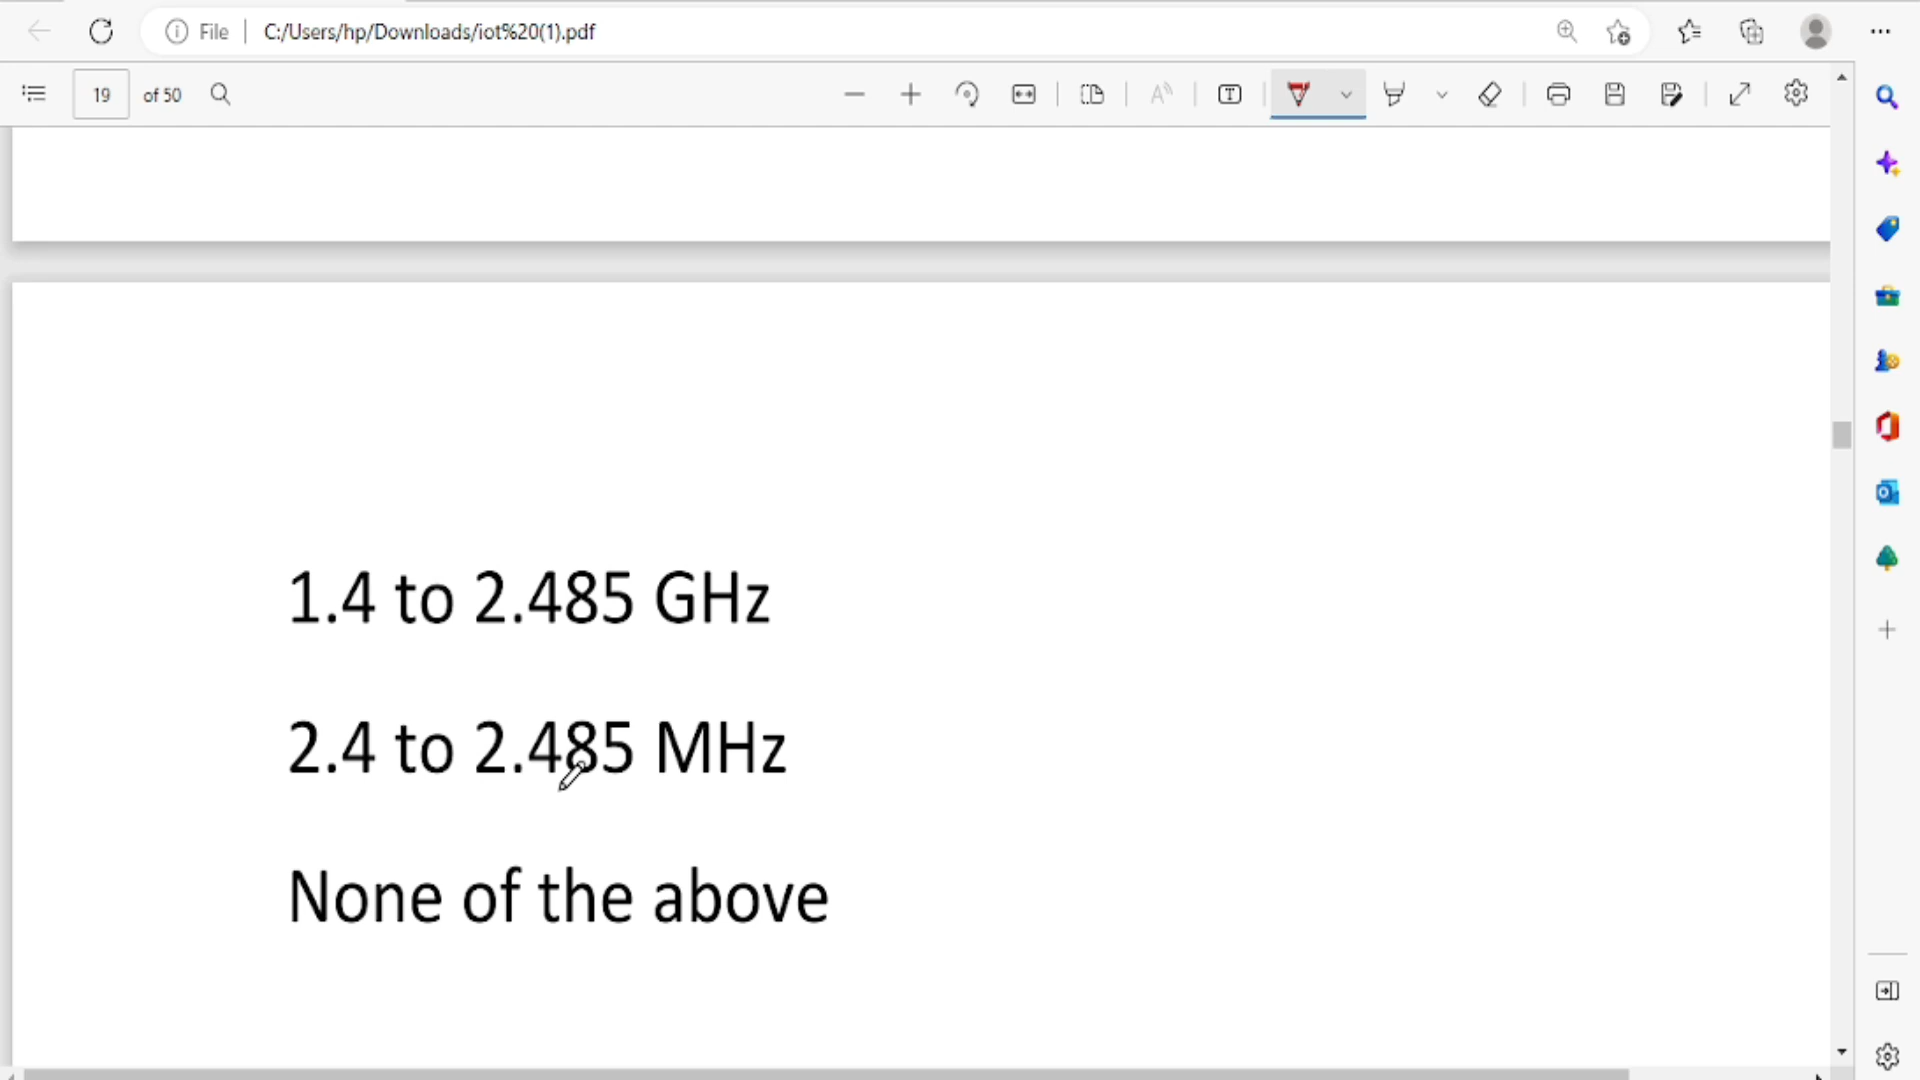 File C:/Users/hp/Downloads/iot%20(1).pdf
19 of 50
1.4 to 2.485 GHz
2.4 to 2.485 MHz
None of the above